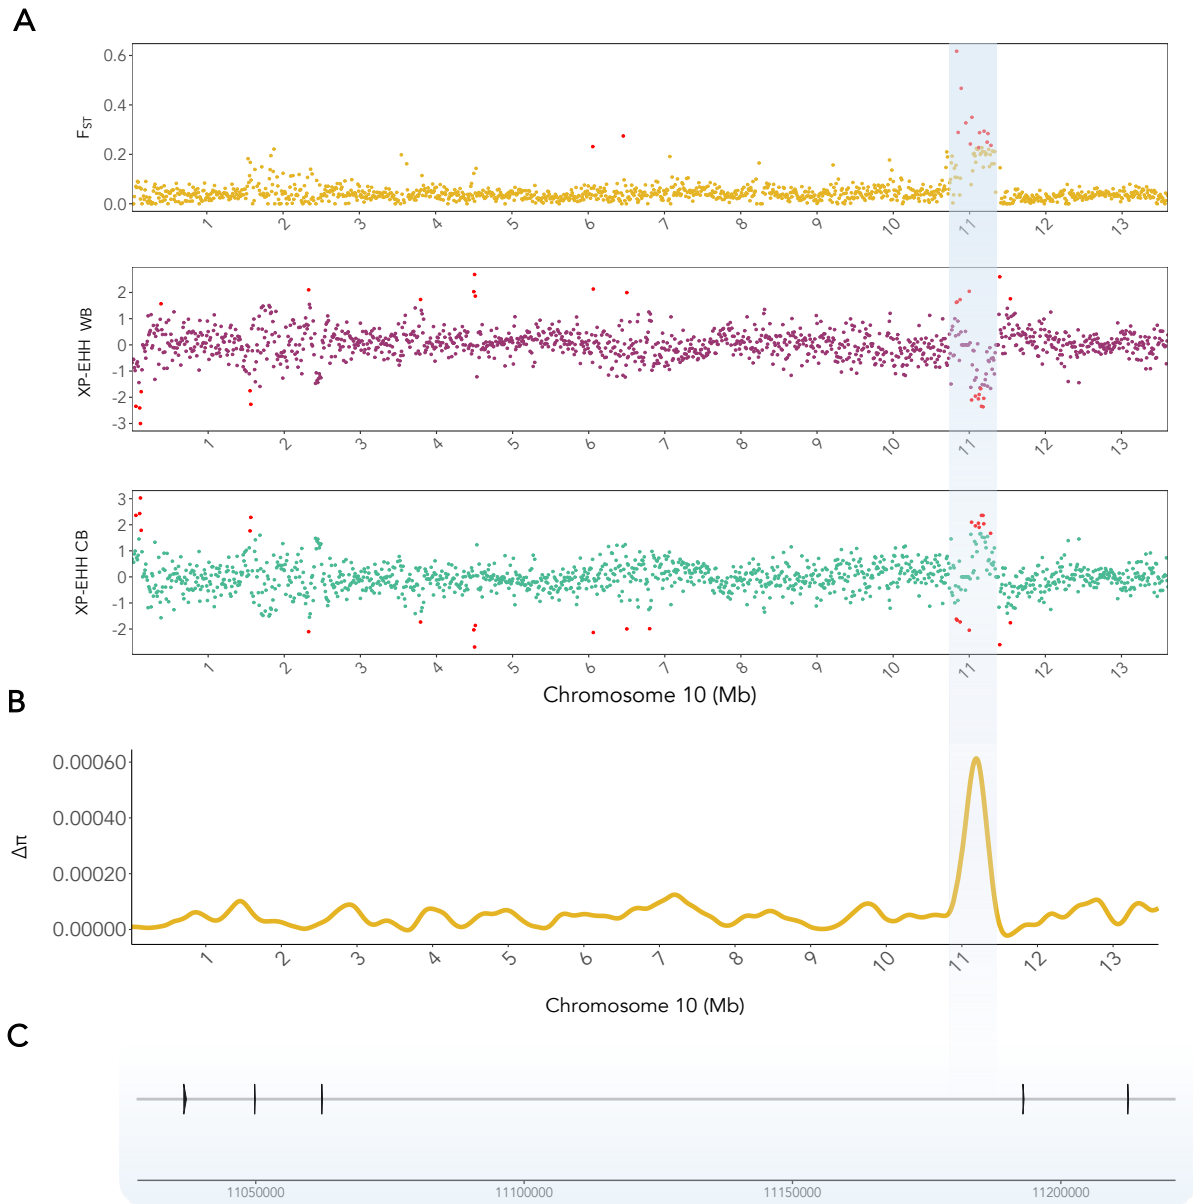 A
F_ST
0.6
0.4
0.2
0.0
1 2 3 4 5 6 7 8 9 10 11 12 13
XP-EHH WB
2
1
0
-1
-2
-3
1 2 3 4 5 6 7 8 9 10 11 12 13
XP-EHH CB
3
2
1
0
-1
-2
1 2 3 4 5 6 7 8 9 10 11 12 13
Chromosome 10 (Mb)
B
Δπ
0.00060
0.00040
0.00020
0.00000
1 2 3 4 5 6 7 8 9 10 11 12 13
Chromosome 10 (Mb)
C
11050000 11100000 11150000 11200000